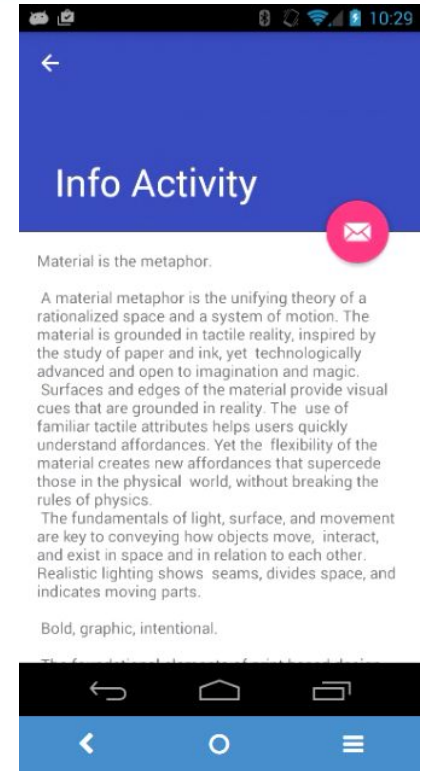 10:29
Info Activity
Material is the metaphor.
A material metaphor is the unifying theory of a
rationalized space and a system of motion. The
material is grounded in tactile reality, inspired by
the study of paper and ink, yet  technologically
advanced and open to imagination and magic.
Surfaces and edges of the material provide visual
cues that are grounded in reality. The  use of
familiar tactile attributes helps users quickly
understand affordances. Yet the  flexibility of the
material creates new affordances that supercede
those in the physical  world, without breaking the
rules of physics.
The fundamentals of light, surface, and movement
are key to conveying how objects move,  interact,
and exist in space and in relation to each other.
Realistic lighting shows  seams, divides space, and
indicates moving parts.
Bold, graphic, intentional.